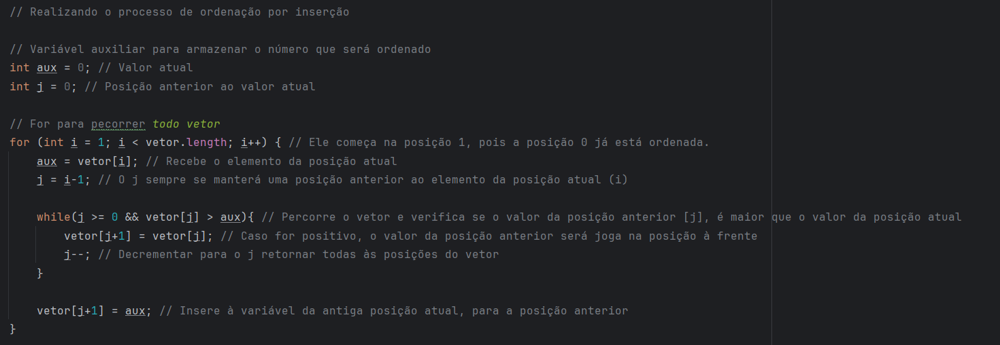 // Realizando o processo de ordenação por inserção
// Variável auxiliar para armazenar o número que será ordenado
int aux = 0; // Valor atual
int j = 0; // Posição anterior ao valor atual
// For para pecorrer todo vetor
for (int i = 1; i < vetor.length; i++) { // Ele começa na posição 1, pois a posição 0 já está ordenada.
aux = vetor[i]; // Recebe o elemento da posição atual
j = i-1; // O j sempre se manterá uma posição anterior ao elemento da posição atual (i)
while(j >= 0 && vetor[j] > aux){ // Percorre o vetor e verifica se o valor da posição anterior [j], é maior que o valor da posição atual
vetor[j+1] = vetor[j]; // Caso for positivo, o valor da posição anterior será joga na posição à frente
j--; // Decrementar para o j retornar todas às posições do vetor
}
vetor[j+1] = aux; // Insere à variável da antiga posição atual, para a posição anterior
}